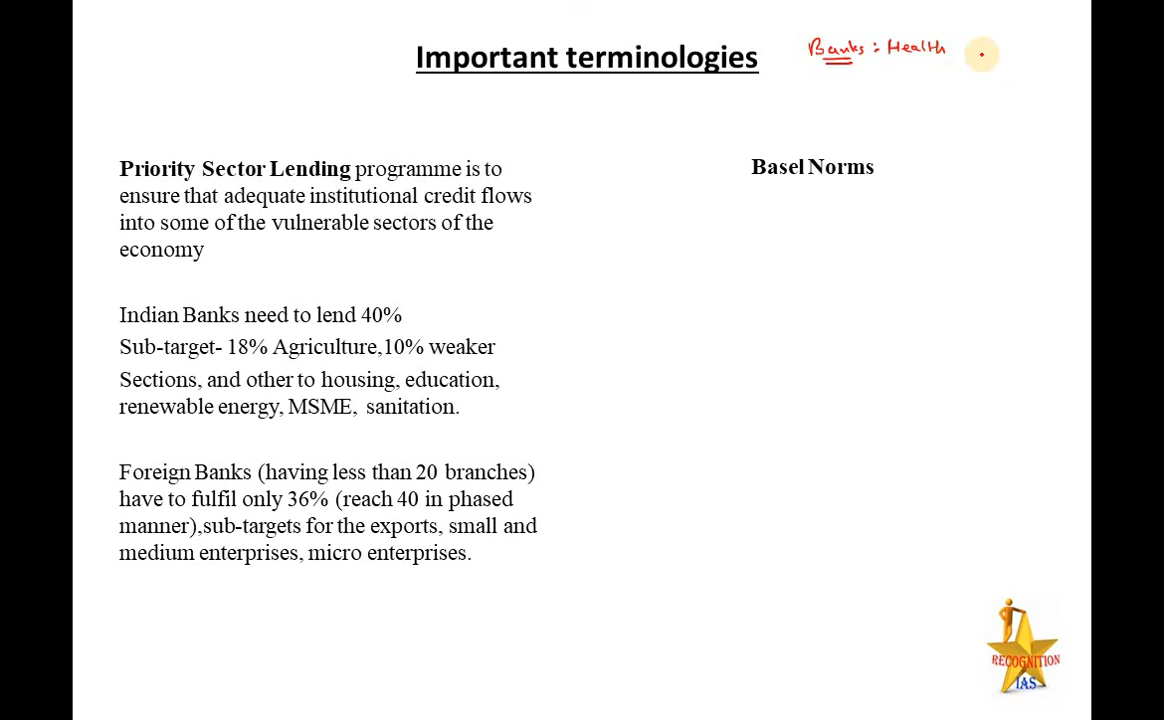 Important terminologies
Banks : Health
Priority Sector Lending programme is to
ensure that adequate institutional credit flows
into some of the vulnerable sectors of the
economy
Indian Banks need to lend 40%
Sub-target- 18% Agriculture,10% weaker
Sections, and other to housing, education,
renewable energy, MSME, sanitation.
Foreign Banks (having less than 20 branches)
have to fulfil only 36% (reach 40 in phased
manner),sub-targets for the exports, small and
medium enterprises, micro enterprises.
Basel Norms
RECOGNITION
IAS